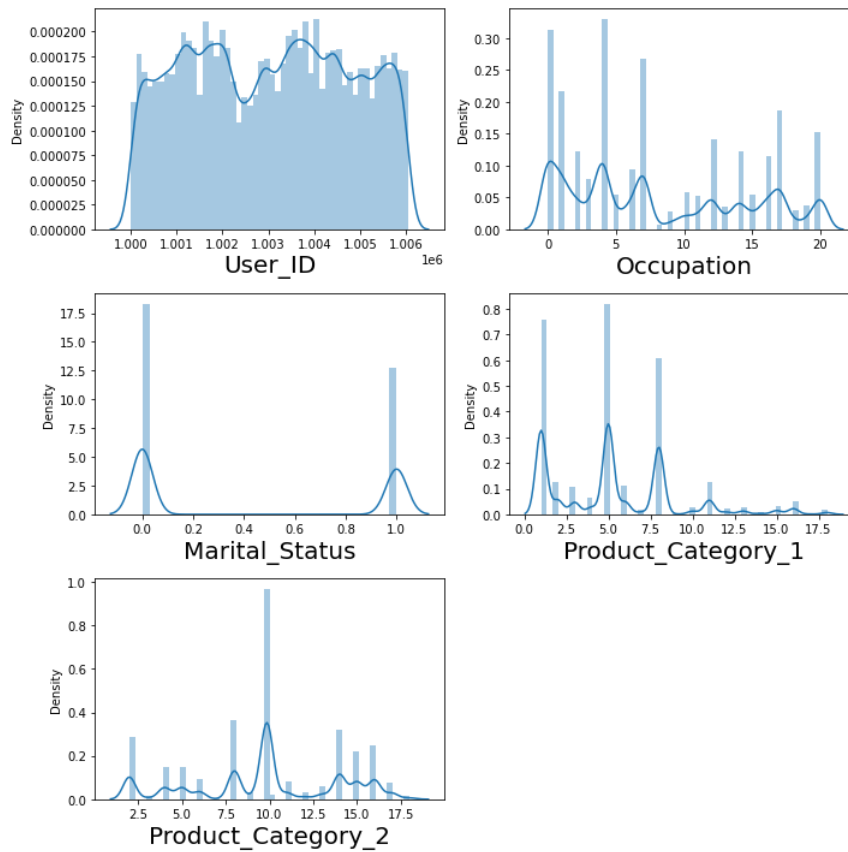 0.000200
0.000175
0.000150
0.000125
0.000100
0.000075
0.000050
0.000025
0.000000
Density
1.000 1.001 1.002 1.003 1.004 1.005 1.006
1e6
User_ID
0.30
0.25
0.20
0.15
0.10
0.05
0.00
Density
0 5 10 15 20
Occupation
17.5
15.0
12.5
10.0
7.5
5.0
2.5
0.0
Density
0.0 0.2 0.4 0.6 0.8 1.0
Marital_Status
0.8
0.7
0.6
0.5
0.4
0.3
0.2
0.1
0.0
Density
0.0 2.5 5.0 7.5 10.0 12.5 15.0 17.5
Product_Category_1
1.0
0.8
0.6
0.4
0.2
0.0
Density
2.5 5.0 7.5 10.0 12.5 15.0 17.5
Product_Category_2